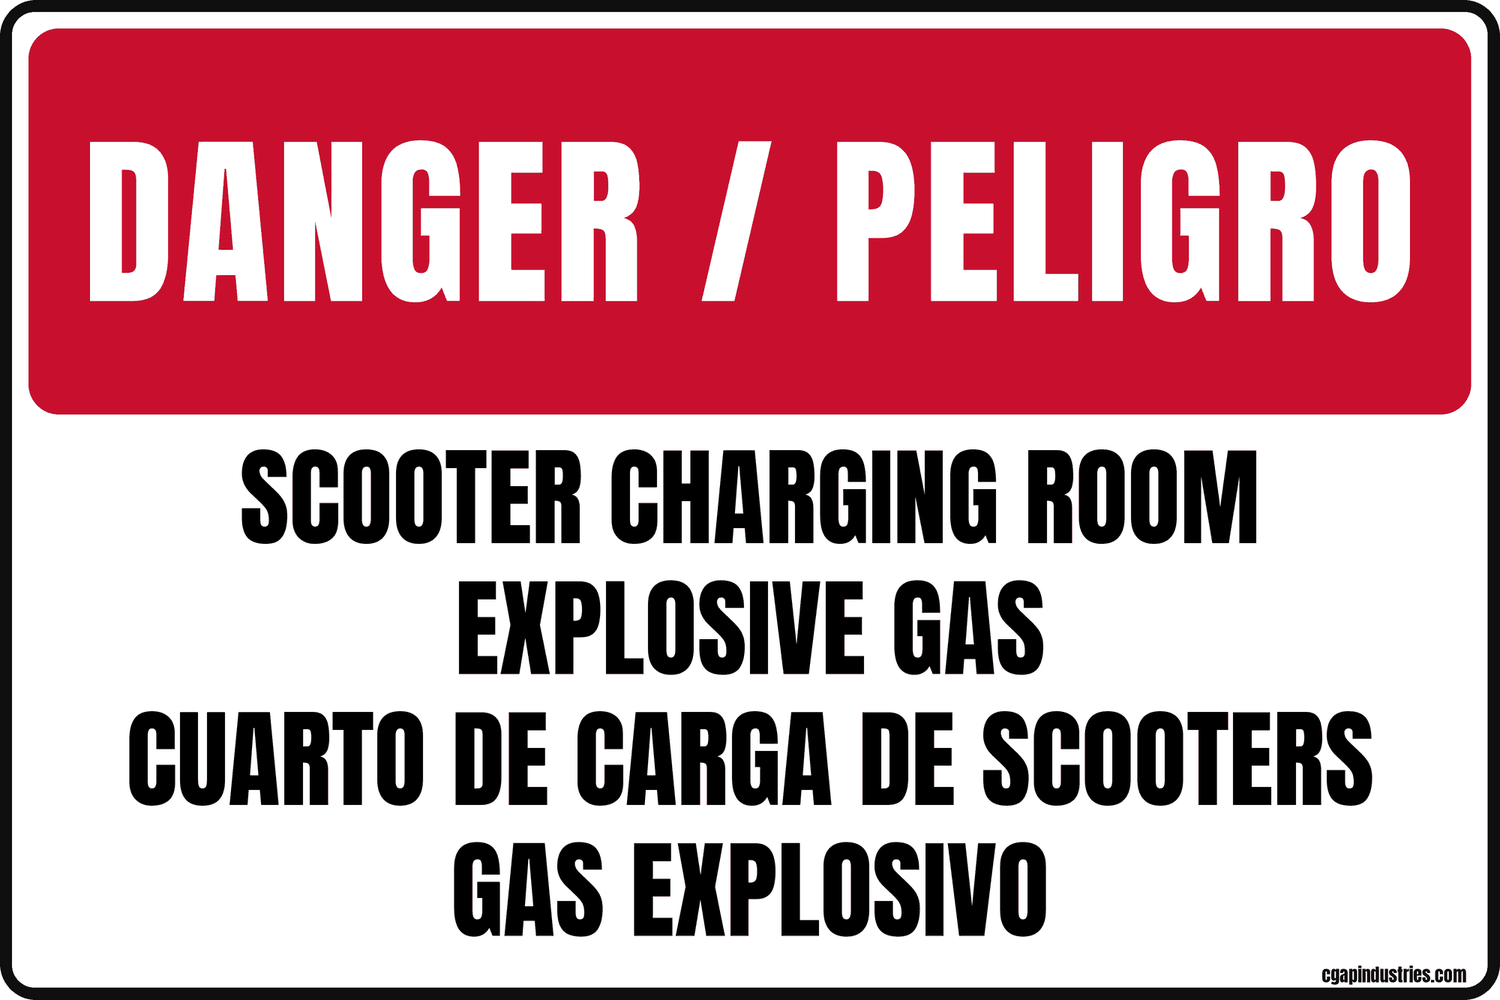 DANGER / PELIGRO
SCOOTER CHARGING ROOM
EXPLOSIVE GAS
CUARTO DE CARGA DE SCOOTERS
GAS EXPLOSIVO
cgapindustries.com